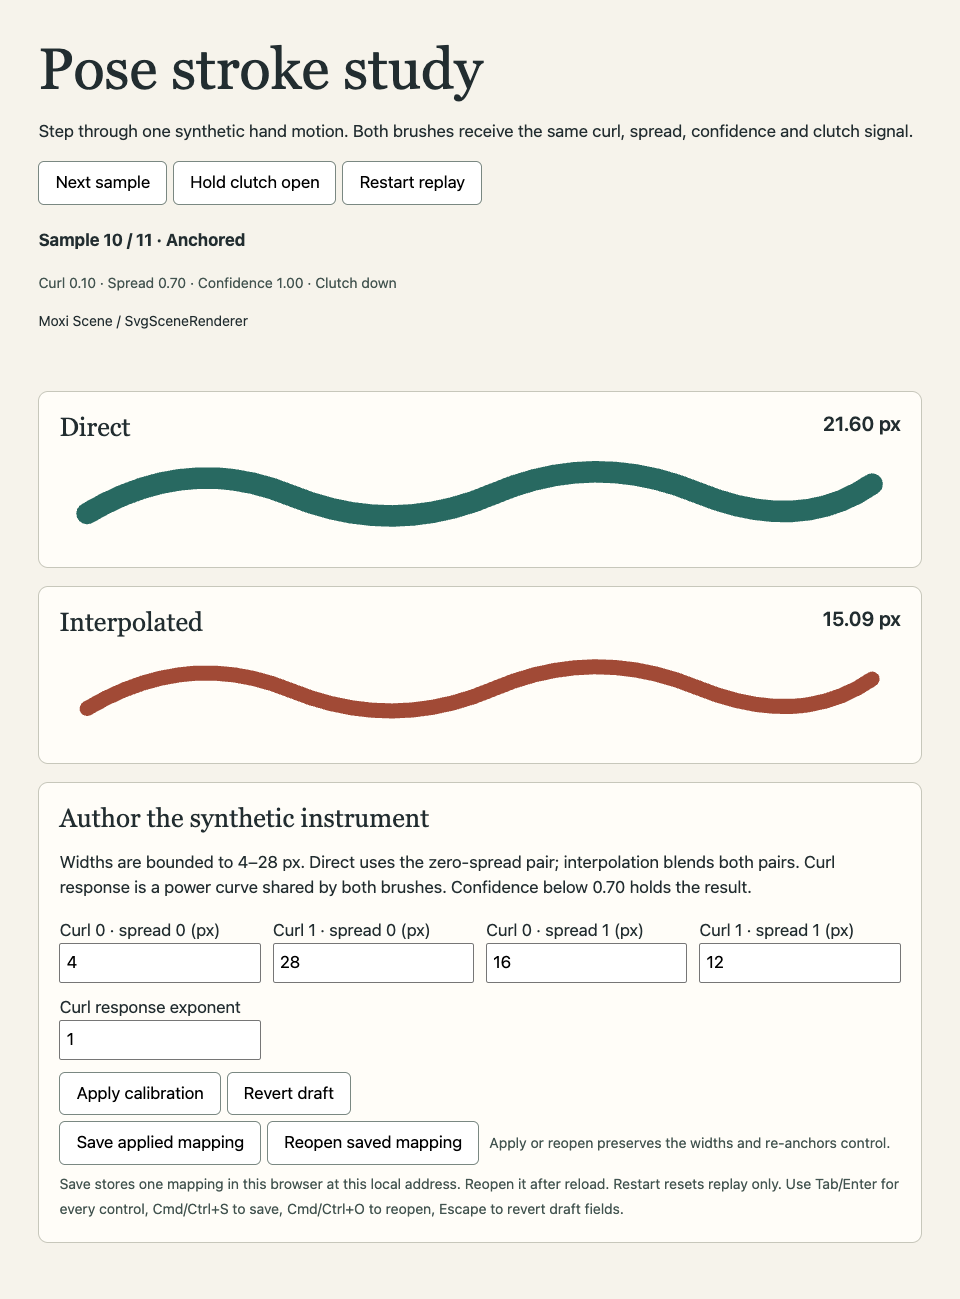 Pose stroke study
Step through one synthetic hand motion. Both brushes receive the same curl, spread, confidence and clutch signal.
Next sample
Hold clutch open
Restart replay
Sample 10 / 11 · Anchored
Curl 0.10 · Spread 0.70 · Confidence 1.00 · Clutch down
Moxi Scene / SvgSceneRenderer
Direct
21.60 px
Interpolated
15.09 px
Author the synthetic instrument
Widths are bounded to 4–28 px. Direct uses the zero-spread pair; interpolation blends both pairs. Curl
response is a power curve shared by both brushes. Confidence below 0.70 holds the result.
Curl 0 · spread 0 (px)
4
Curl 1 · spread 0 (px)
28
Curl 0 · spread 1 (px)
16
Curl 1 · spread 1 (px)
12
Curl response exponent
1
Apply calibration
Revert draft
Save applied mapping
Reopen saved mapping
Apply or reopen preserves the widths and re-anchors control.
Save stores one mapping in this browser at this local address. Reopen it after reload. Restart resets replay only. Use Tab/Enter for
every control, Cmd/Ctrl+S to save, Cmd/Ctrl+O to reopen, Escape to revert draft fields.